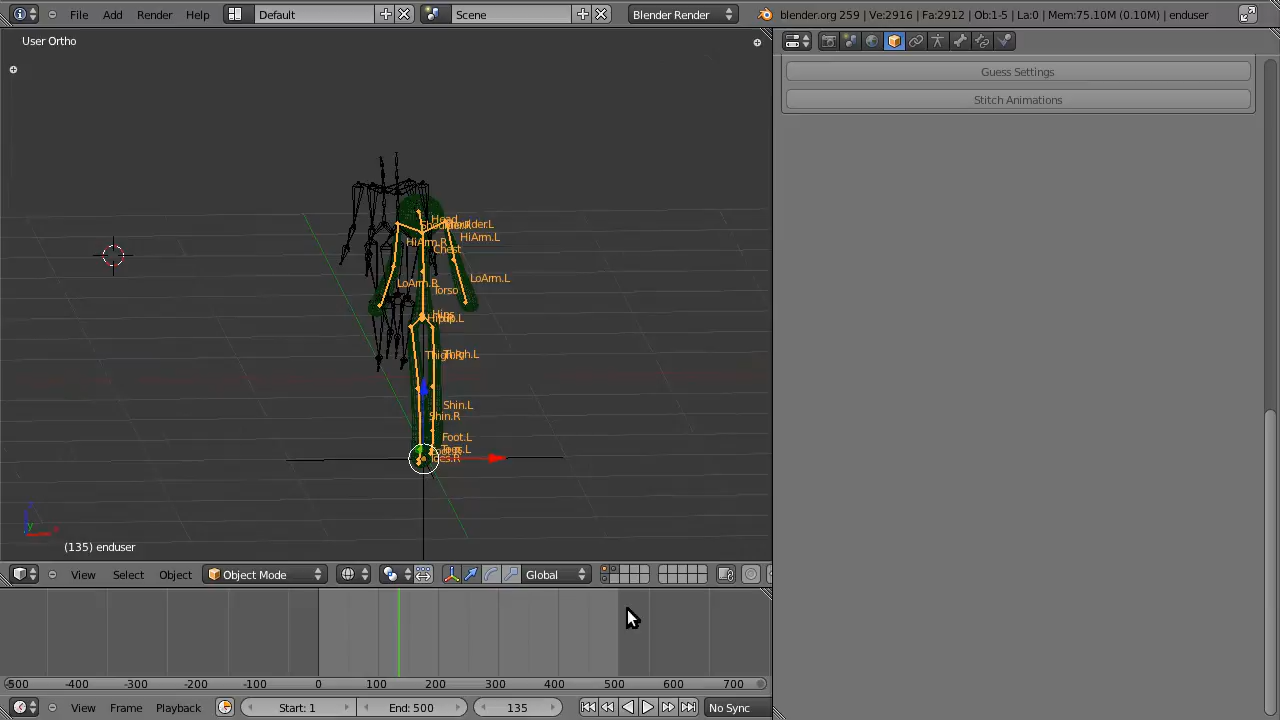 File Add Render Help Default Scene Blender Render blender.org 259 | Ve:2916 | Fa:2912 | Ob:1-5 | La:0 | Mem:75.10M (0.10M) | enduser
User Ortho
Guess Settings
Stitch Animations
Head
HiArm.L
HiArm.R
Chest
LoArm.L
LoArm.R
Torso
Hips
Thigh.L
Shin.L
Shin.R
Foot.L
Toes.L
Toes.R
(135) enduser
View Select Object Object Mode Global
-500 -400 -300 -200 -100 0 100 200 300 400 500 600 700
View Frame Playback Start: 1 End: 500 135 No Sync